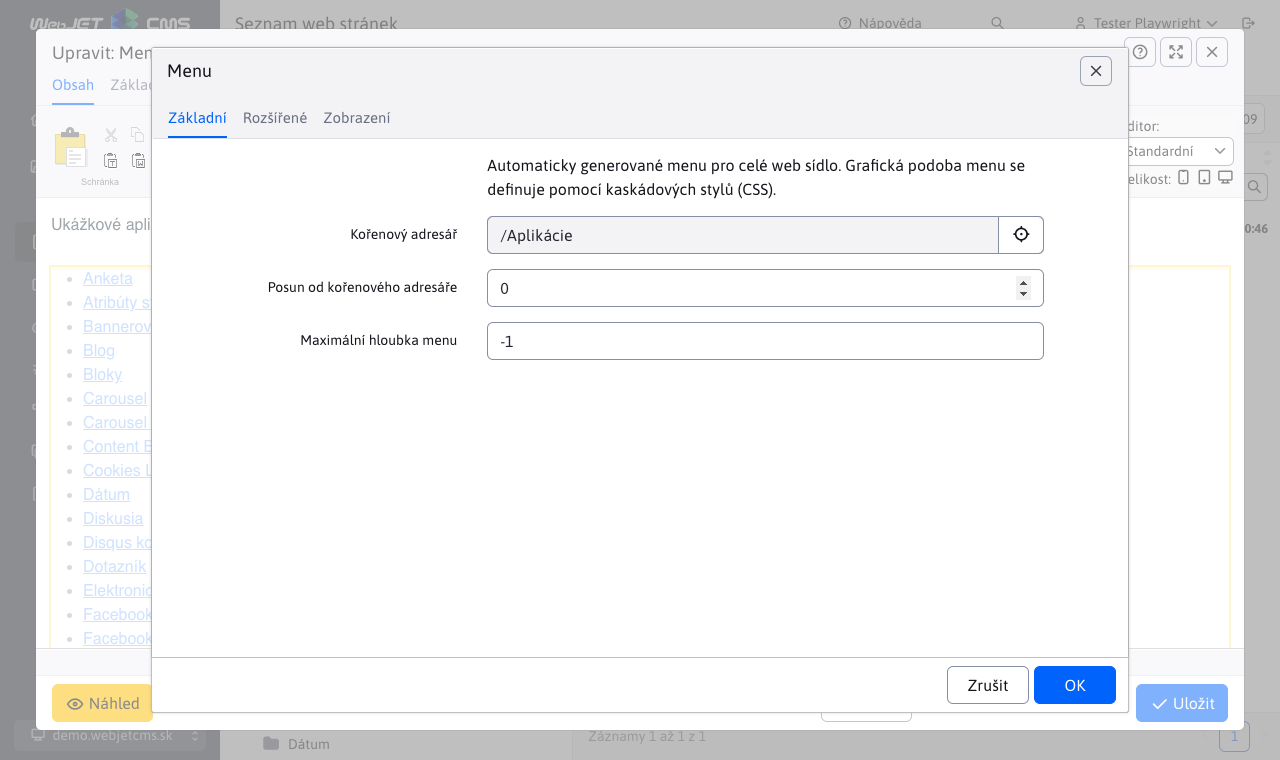 WebJET CMS
Seznam web stránek
Nápověda
Tester Playwright
Upravit: Men
Obsah
Základ
Menu
Základní
Rozšířené
Zobrazení
Schránka
ditor:
Standardní
elikost:
09
0:46
Automaticky generované menu pro celé web sídlo. Grafická podoba menu se
definuje pomocí kaskádových stylů (CSS).
Kořenový adresář
/Aplikácie
Posun od kořenového adresáře
0
Maximální hloubka menu
-1
Ukážkové apli
Anketa
Atribúty s
Bannerov
Blog
Bloky
Carousel
Carousel
Content B
Cookies L
Dátum
Diskusia
Disqus ko
Dotazník
Elektronic
Facebook
Facebook
Zrušit
OK
Náhled
Uložit
demo.webjetcms.sk
Dátum
Záznamy 1 až 1 z 1
1